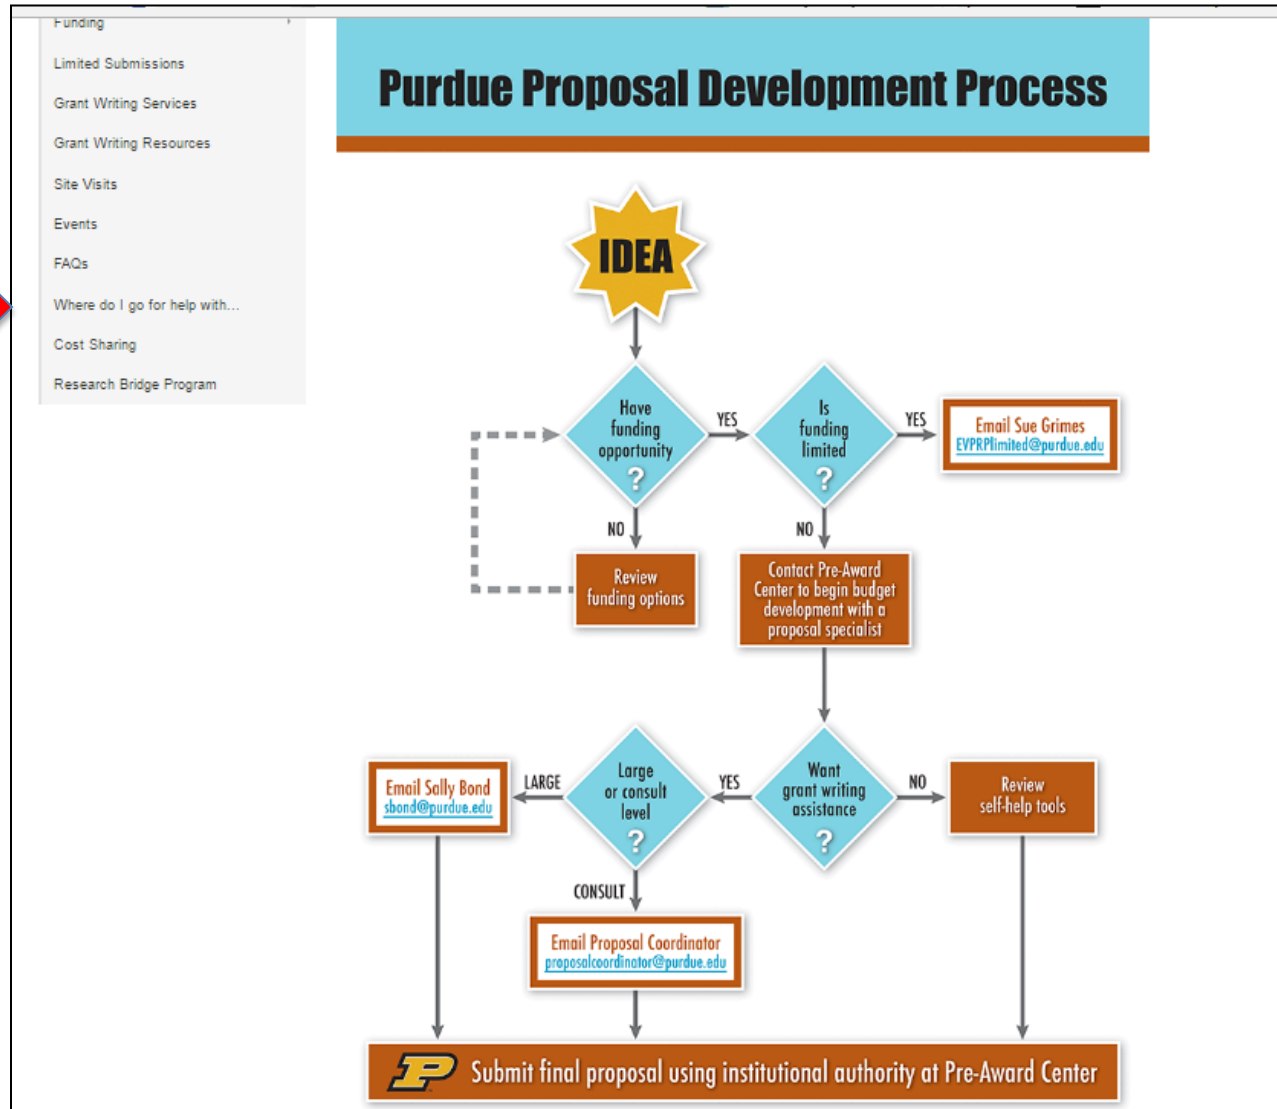 Funding
Limited Submissions
Grant Writing Services
Grant Writing Resources
Site Visits
Events
FAQs
Where do I go for help with...
Cost Sharing
Research Bridge Program
Purdue Proposal Development Process
IDEA
Have
funding
opportunity
?
YES
Is
funding
limited
?
YES
Email Sue Grimes
EVPRPlimited@purdue.edu
NO
Review
funding options
NO
Contact Pre-Award
Center to begin budget
development with a
proposal specialist
Want
grant writing
assistance
?
NO
Review
self-help tools
YES
Large
or consult
level
?
LARGE
Email Sally Bond
sbond@purdue.edu
CONSULT
Email Proposal Coordinator
proposalcoordinator@purdue.edu
P Submit final proposal using institutional authority at Pre-Award Center